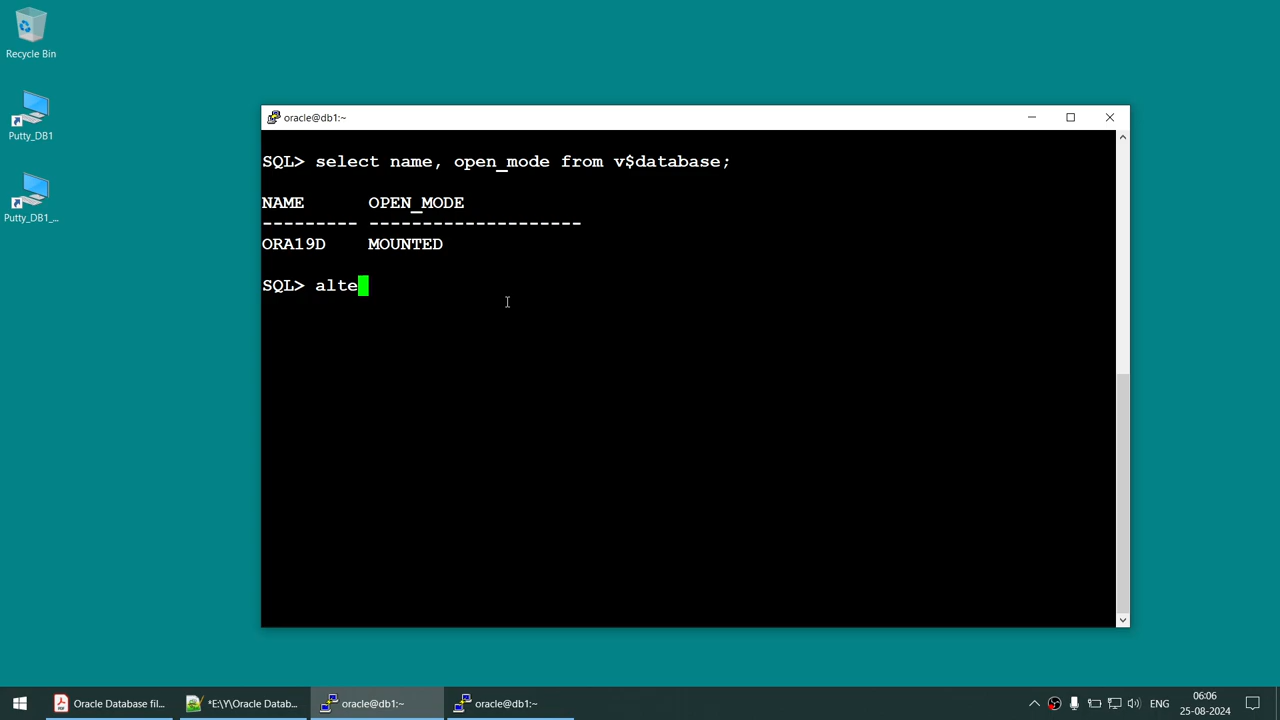 Recycle Bin
Putty_DB1
Putty_DB1_...
oracle@db1:~
SQL> select name, open_mode from v$database;
NAME      OPEN_MODE
--------- --------------------
ORA19D    MOUNTED
SQL> alte
Oracle Database fil...
*E:\Y\Oracle Datab...
oracle@db1:~
oracle@db1:~
ENG
06:06
25-08-2024